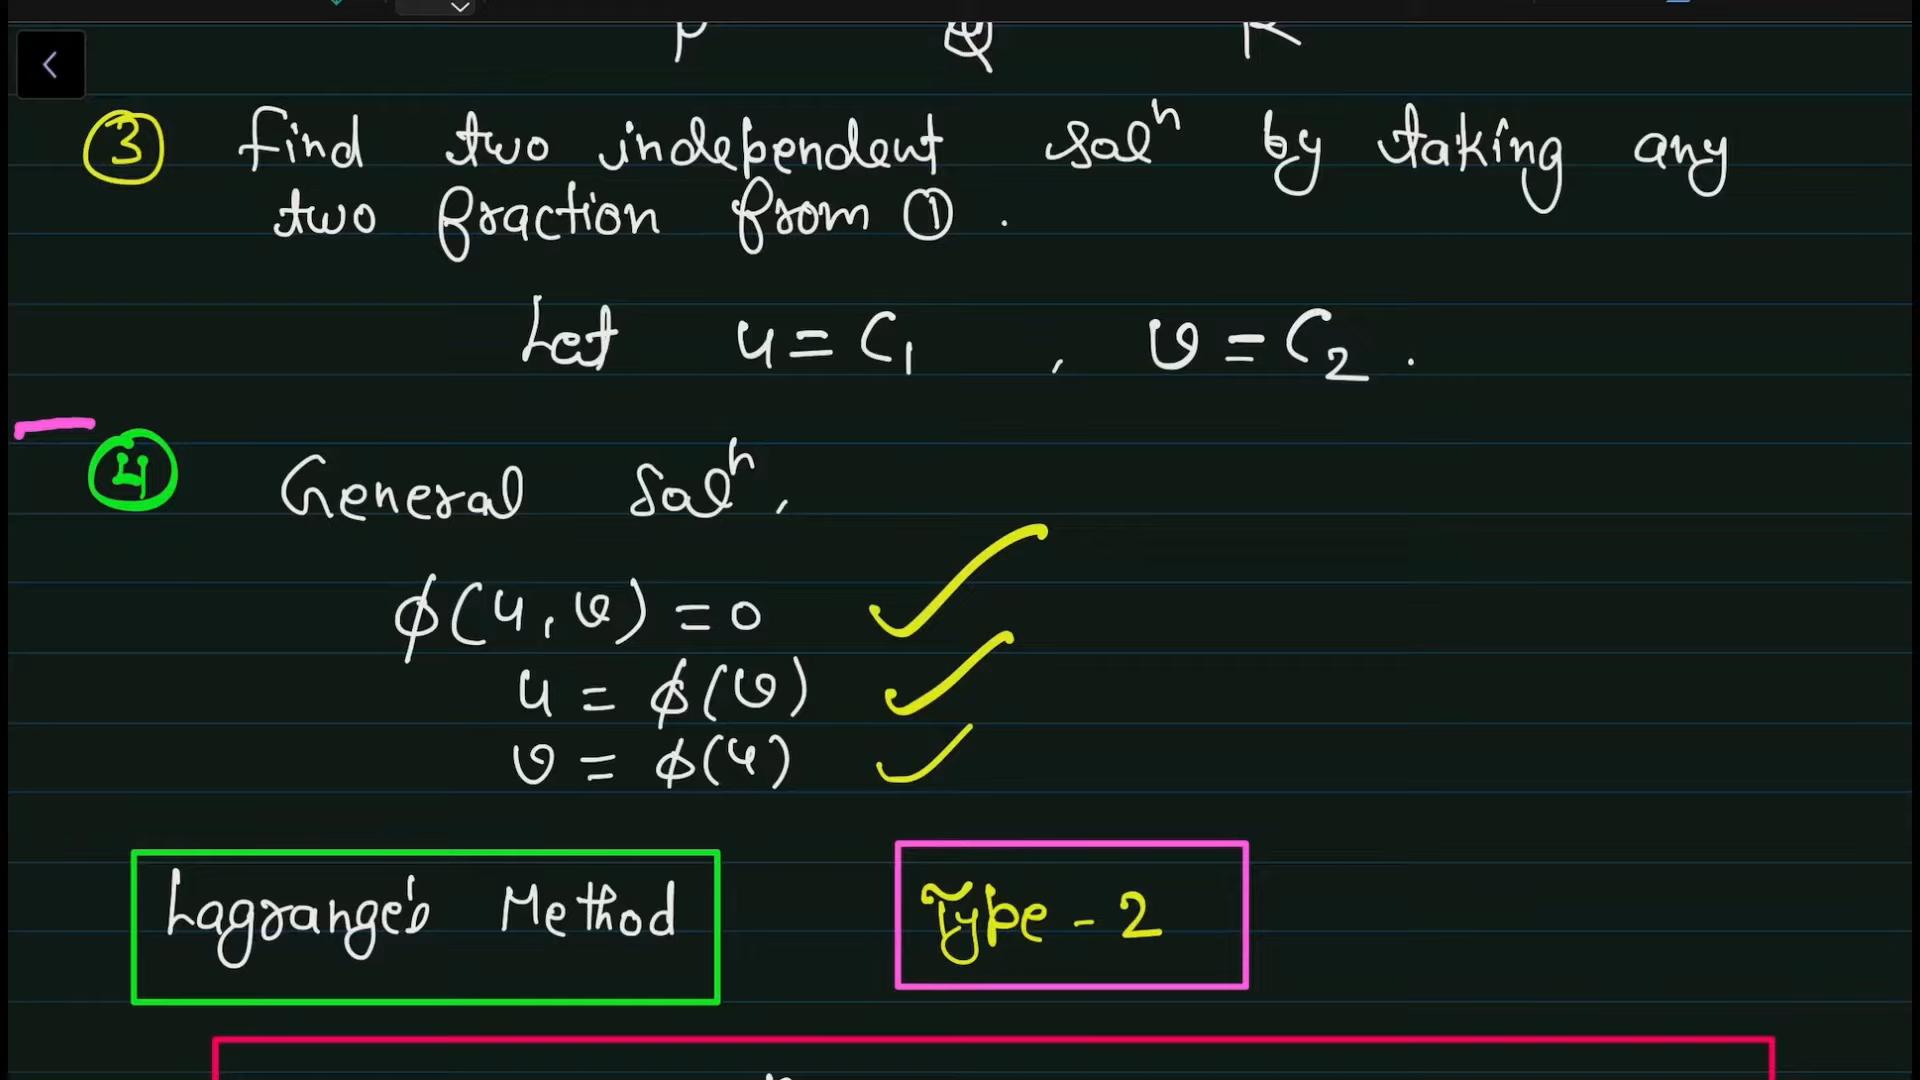 P Q R
③ find two independent solⁿ by taking any
two fraction from ① .
Let u = C₁ , v = C₂ .
④ General Solⁿ,
ϕ(u, v) = 0
u = ϕ(v)
v = ϕ(u)
Lagrange's Method
Type - 2